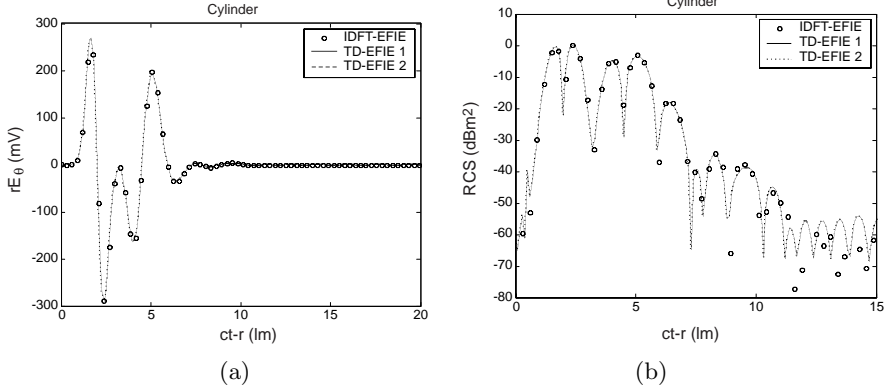 Cylinder
IDFT-EFIE
TD-EFIE 1
TD-EFIE 2
300
200
100
0
-100
-200
-300
rEθ (mV)
0
5
10
15
20
ct-r (lm)
(a)
Cylinder
IDFT-EFIE
TD-EFIE 1
TD-EFIE 2
10
0
-10
-20
-30
-40
-50
-60
-70
-80
RCS (dBm2)
0
5
10
15
ct-r (lm)
(b)